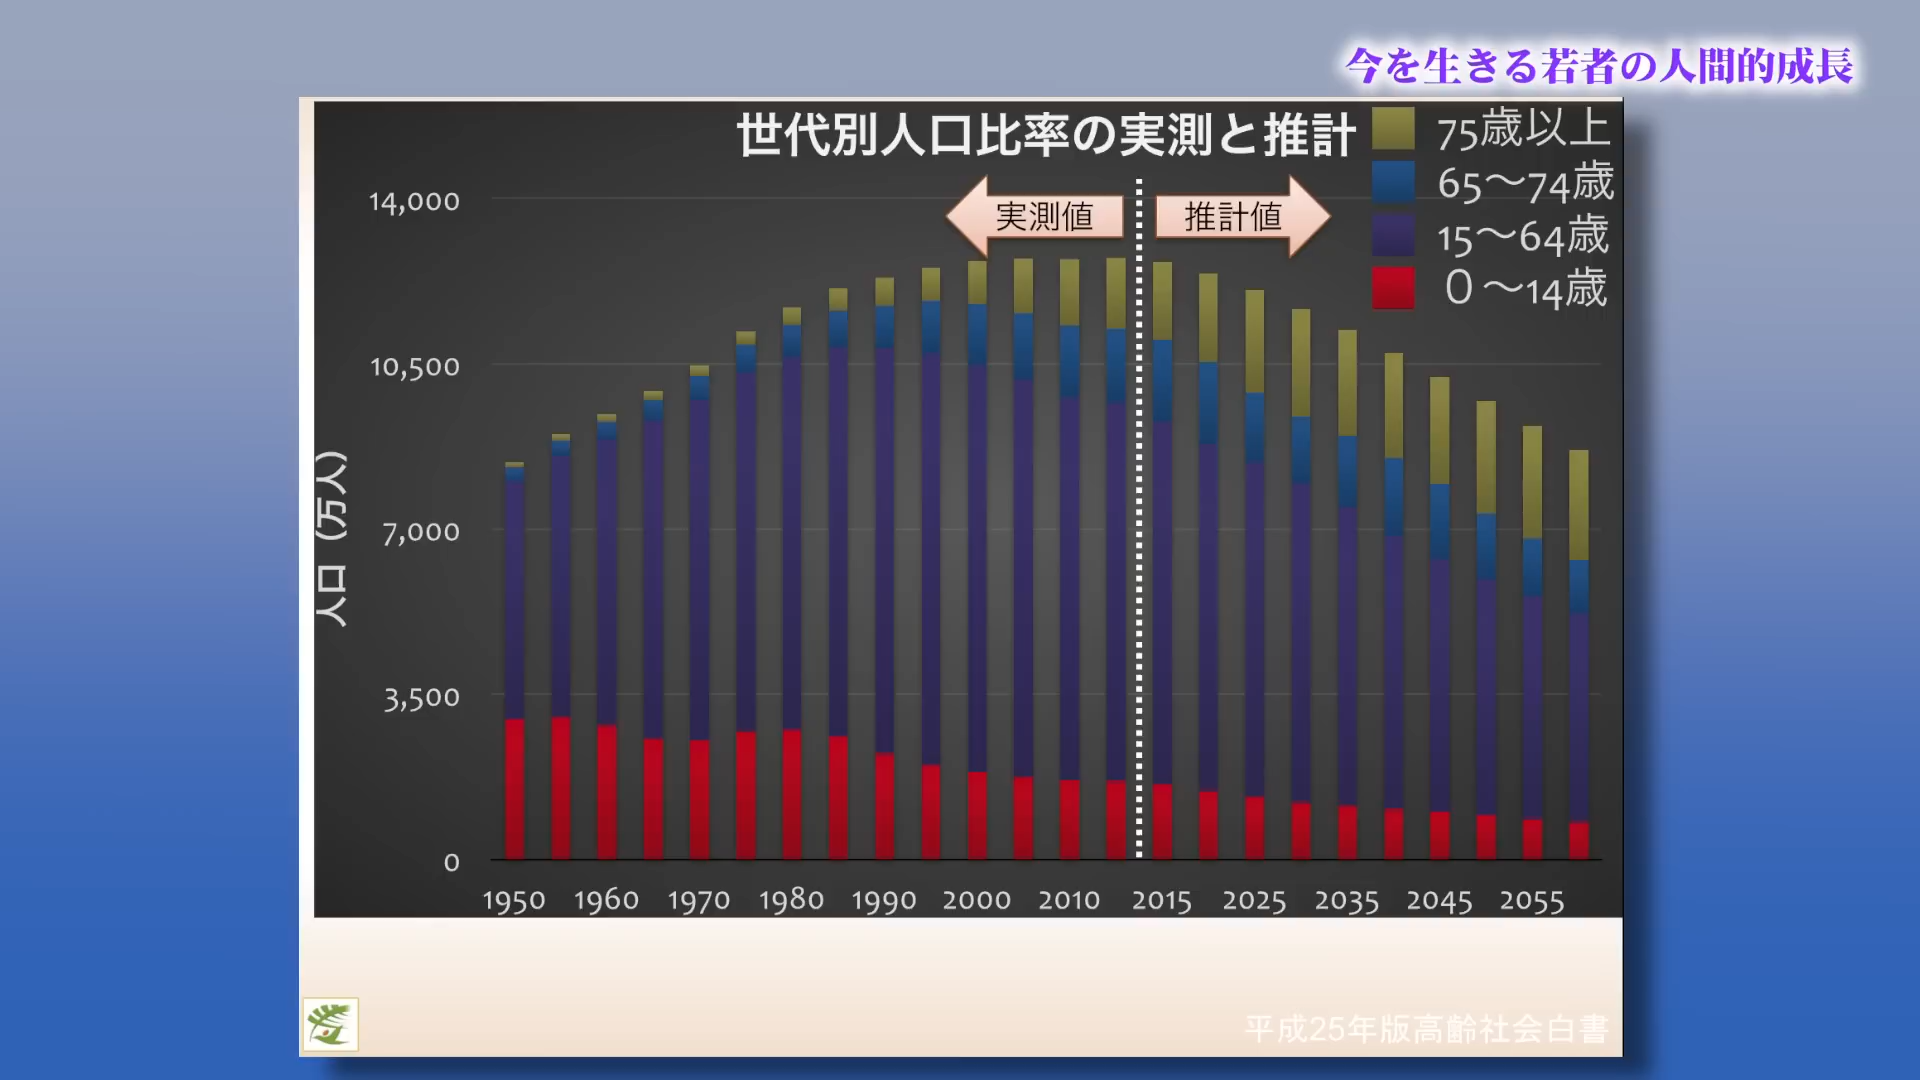 今を生きる若者の人間的成長
世代別人口比率の実測と推計
75歳以上
65〜74歳
15〜64歳
０〜14歳
実測値
推計値
人口（万人）
14,000
10,500
7,000
3,500
0
1950 1960 1970 1980 1990 2000 2010 2015 2025 2035 2045 2055
平成25年版高齢社会白書